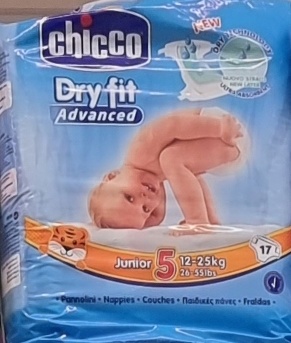 chicco
NEW
Dry fit
Advanced
Junior 5 12-25kg
26-55lbs
17
• Pannolini • Nappies • Couches • Παιδικές πάνες • Fraldas •